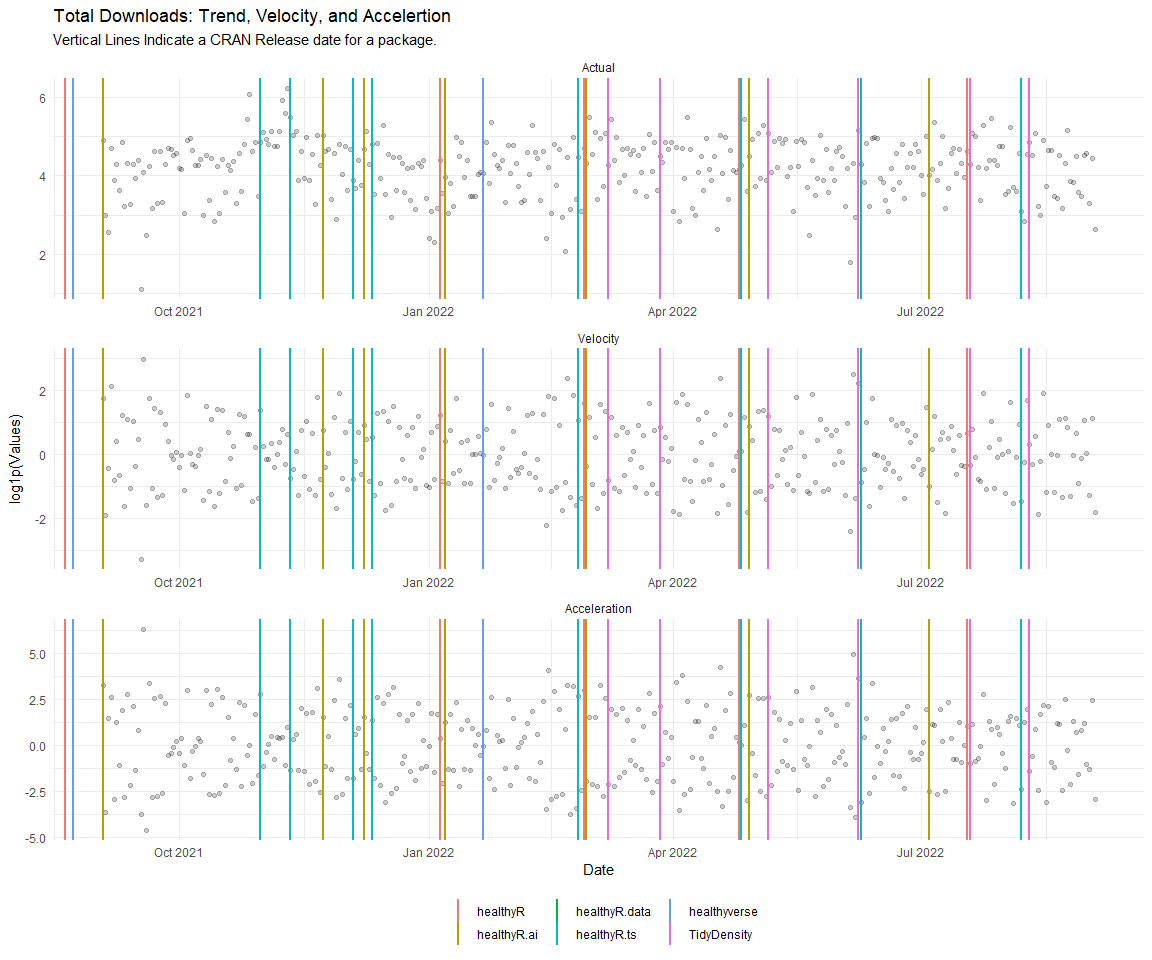 Total Downloads: Trend, Velocity, and Accelertion
Vertical Lines Indicate a CRAN Release date for a package.
Actual
6
4
2
Oct 2021
Jan 2022
Apr 2022
Jul 2022
Velocity
2
0
-2
Oct 2021
Jan 2022
Apr 2022
Jul 2022
Acceleration
5.0
2.5
0.0
-2.5
-5.0
Oct 2021
Jan 2022
Apr 2022
Jul 2022
log1p(Values)
Date
healthyR
healthyR.data
healthyverse
healthyR.ai
healthyR.ts
TidyDensity